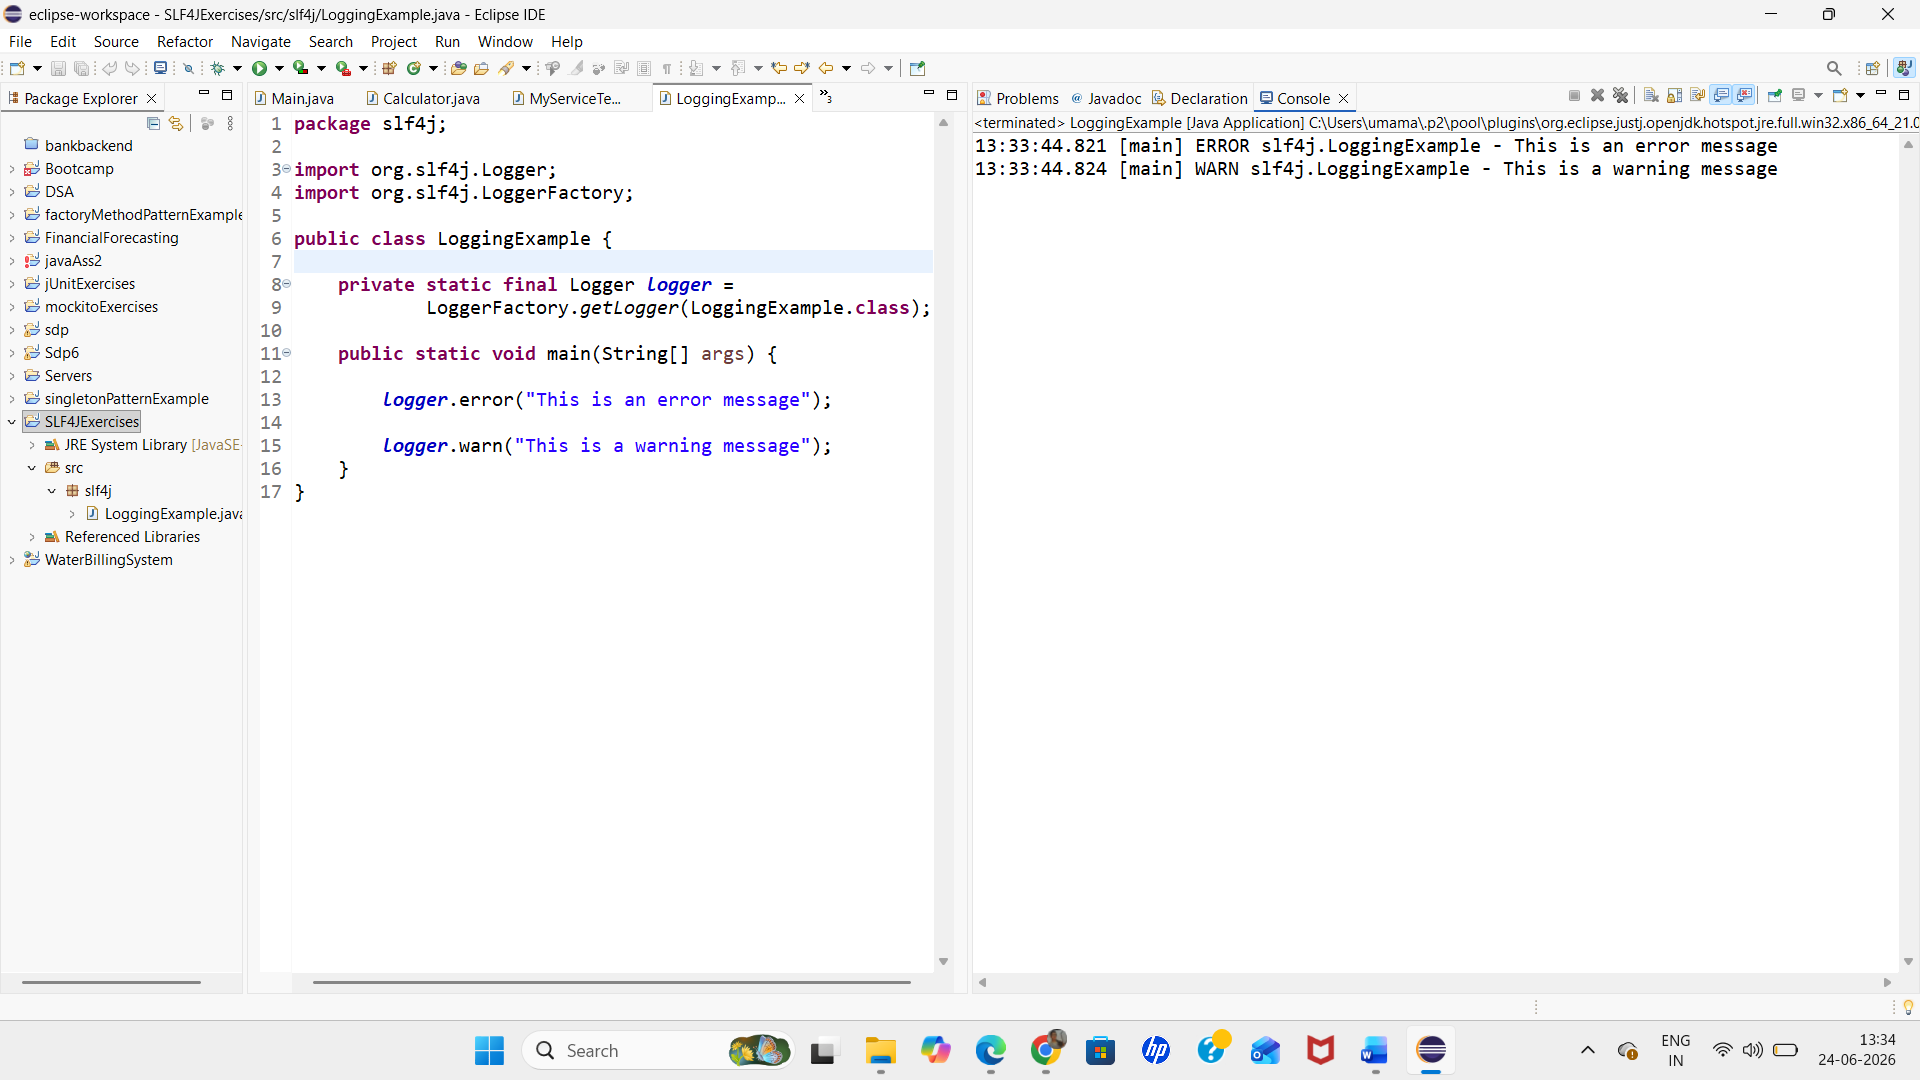 eclipse-workspace - SLF4JExercises/src/slf4j/LoggingExample.java - Eclipse IDE
File Edit Source Refactor Navigate Search Project Run Window Help
Package Explorer
bankbackend
Bootcamp
DSA
factoryMethodPatternExample
FinancialForecasting
javaAss2
jUnitExercises
mockitoExercises
sdp
Sdp6
Servers
singletonPatternExample
SLF4JExercises
JRE System Library [JavaSE-
src
slf4j
LoggingExample.java
Referenced Libraries
WaterBillingSystem
Main.java Calculator.java MyServiceTe... LoggingExamp... »3
1 package slf4j;
2
3 import org.slf4j.Logger;
4 import org.slf4j.LoggerFactory;
5
6 public class LoggingExample {
7
8 private static final Logger logger =
9 LoggerFactory.getLogger(LoggingExample.class);
10
11 public static void main(String[] args) {
12
13 logger.error("This is an error message");
14
15 logger.warn("This is a warning message");
16 }
17 }
Problems @ Javadoc Declaration Console
<terminated> LoggingExample [Java Application] C:\Users\umama\.p2\pool\plugins\org.eclipse.justj.openjdk.hotspot.jre.full.win32.x86_64_21.0
13:33:44.821 [main] ERROR slf4j.LoggingExample - This is an error message
13:33:44.824 [main] WARN slf4j.LoggingExample - This is a warning message
Search
ENG
IN
13:34
24-06-2026